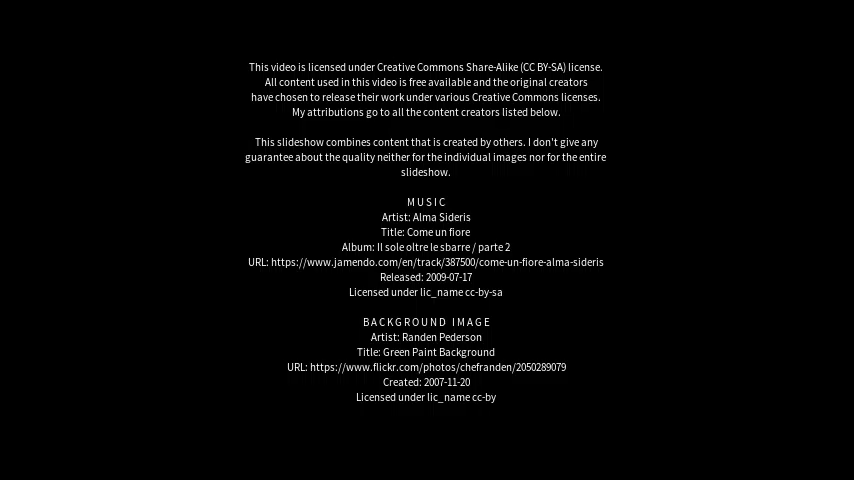 This video is licensed under Creative Commons Share-Alike (CC BY-SA) license.
All content used in this video is free available and the original creators
have chosen to release their work under various Creative Commons licenses.
My attributions go to all the content creators listed below.
This slideshow combines content that is created by others. I don't give any
guarantee about the quality neither for the individual images nor for the entire
slideshow.
MUSIC
Artist: Alma Sideris
Title: Come un fiore
Album: Il sole oltre le sbarre / parte 2
URL: https://www.jamendo.com/en/track/387500/come-un-fiore-alma-sideris
Released: 2009-07-17
Licensed under lic_name cc-by-sa
BACKGROUND IMAGE
Artist: Randen Pederson
Title: Green Paint Background
URL: https://www.flickr.com/photos/chefranden/2050289079
Created: 2007-11-20
Licensed under lic_name cc-by